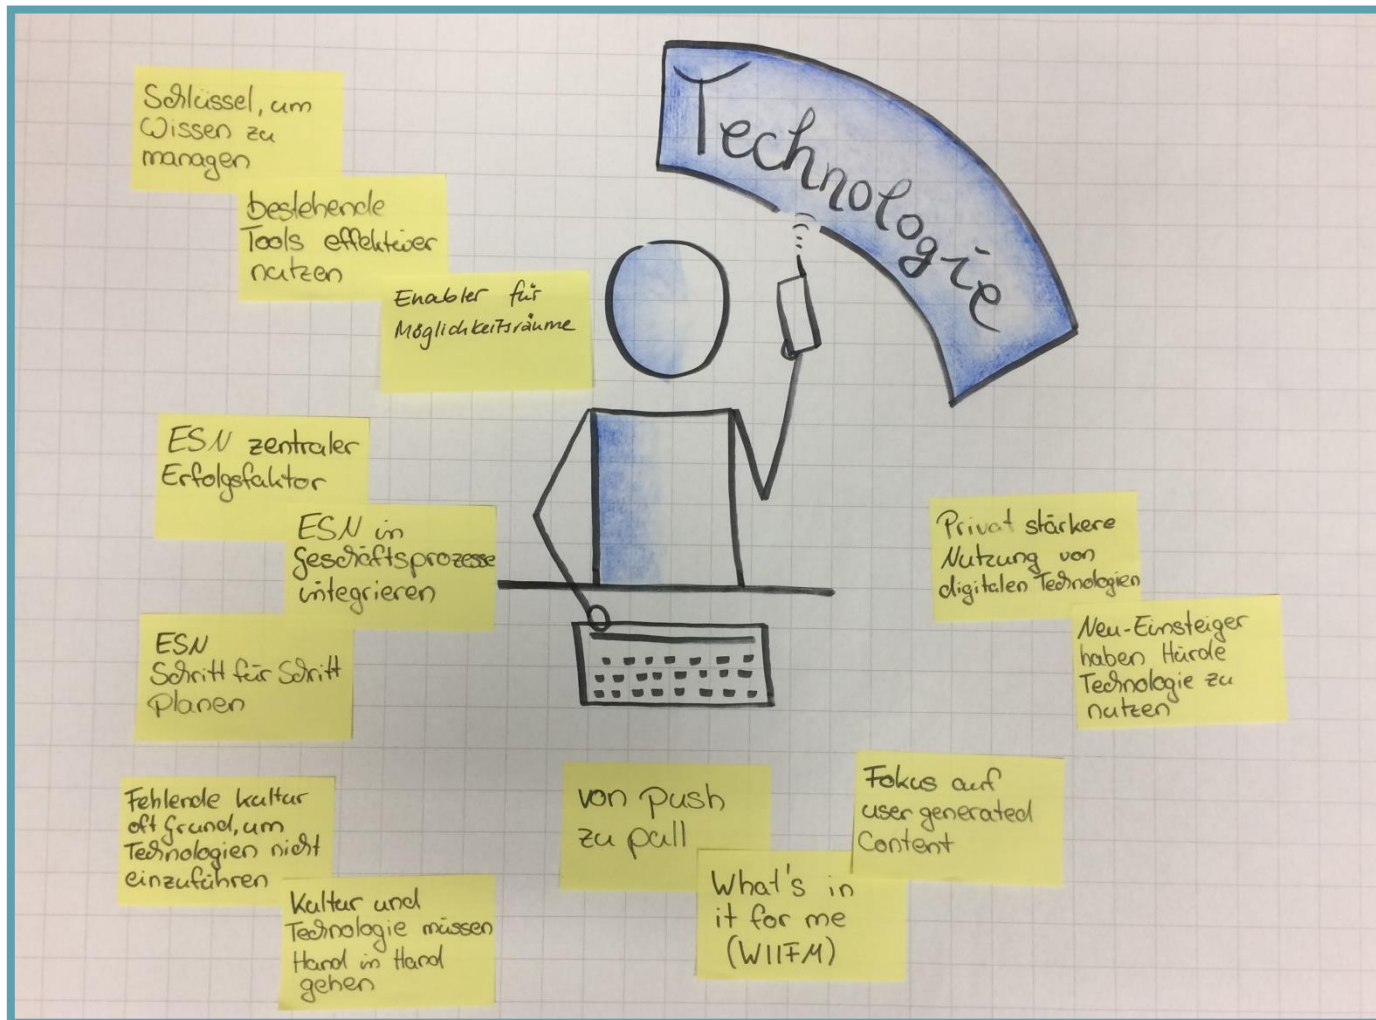 Technologie
Schlüssel, um
Wissen zu
managen
bestehende
Tools effektiver
nutzen
Enabler für
Möglichkeitsräume
ESN zentraler
Erfolgsfaktor
ESN in
Geschäftsprozesse
integrieren
ESN
Schritt für Schritt
Planen
Privat stärkere
Nutzung von
digitalen Technologien
Neu-Einsteiger
haben Hürde
Technologie zu
nutzen
Fehlende Kultur
oft Grund, um
Technologien nicht
einzuführen
Kultur und
Technologie müssen
Hand in Hand
gehen
von push
zu pull
What's in
it for me
(WIIFM)
Fokus auf
user generated
Content